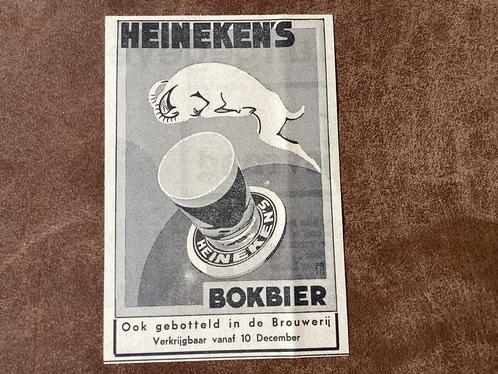 HEINEKEN'S
HEINEKEN'S
BOKBIER
Ook gebotteld in de Brouwerij
Verkrijgbaar vanaf 10 December